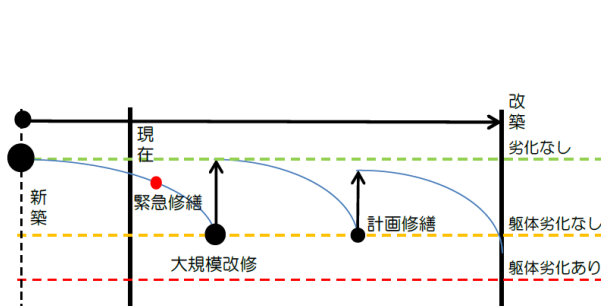 改築
劣化なし
現在
緊急修繕
新築
計画修繕
躯体劣化なし
大規模改修
躯体劣化あり